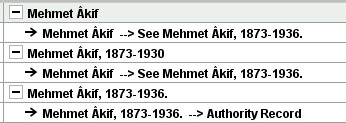 Mehmet Âkif
Mehmet Âkif --> See Mehmet Âkif, 1873-1936.
Mehmet Âkif, 1873-1930
Mehmet Âkif --> See Mehmet Âkif, 1873-1936.
Mehmet Âkif, 1873-1936.
Mehmet Âkif, 1873-1936. --> Authority Record